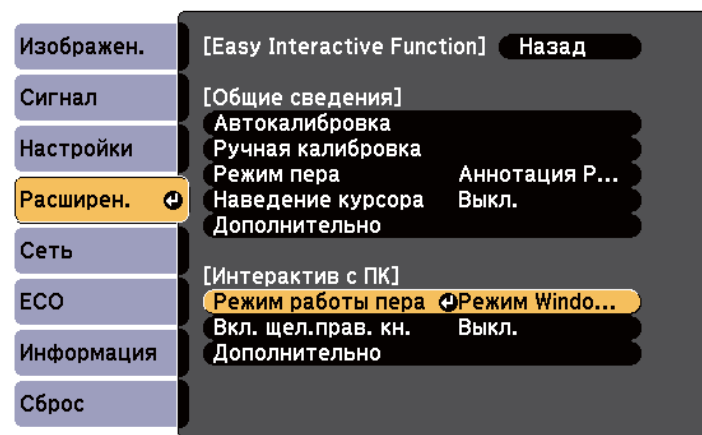 Изображен.
Сигнал
Настройки
Расширен.
Сеть
ECO
Информация
Сброс
[Easy Interactive Function] Назад
[Общие сведения]
Автокалибровка
Ручная калибровка
Режим пера Аннотация P...
Наведение курсора Выкл.
Дополнительно
[Интерактив с ПК]
Режим работы пера Режим Windo...
Вкл. щел.прав. кн. Выкл.
Дополнительно